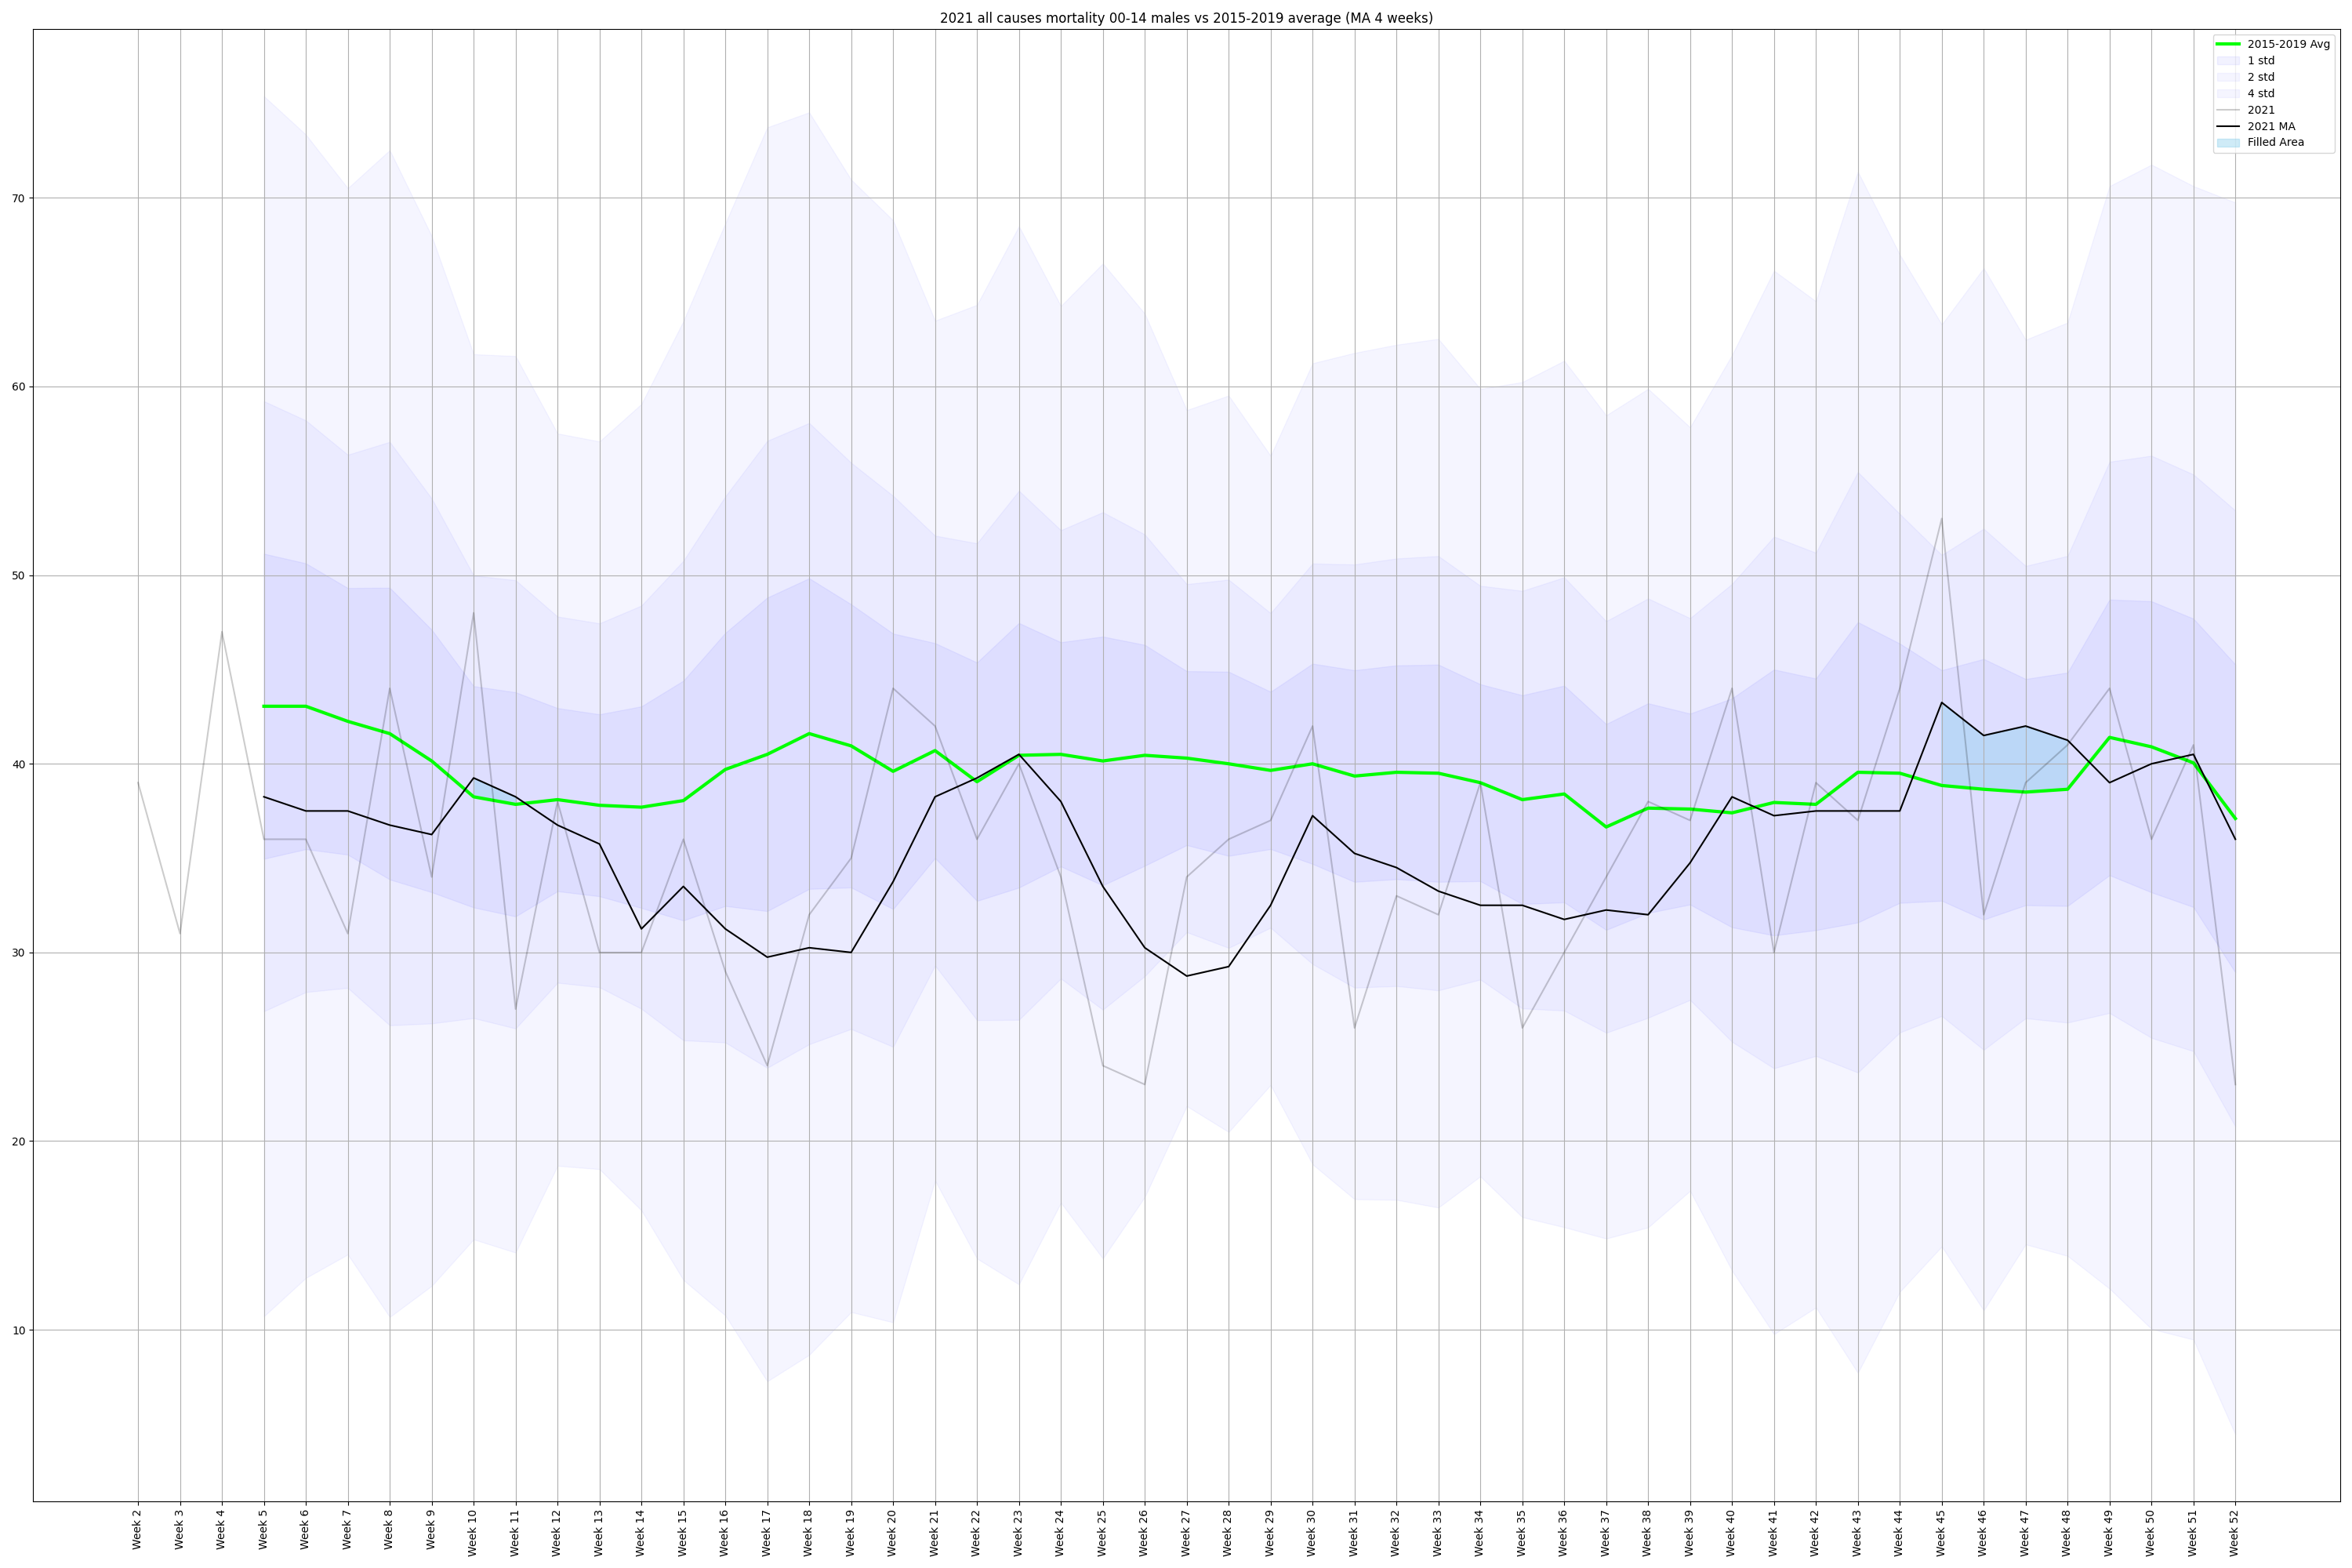 2021 all causes mortality 00-14 males vs 2015-2019 average (MA 4 weeks)
2015-2019 Avg
1 std
2 std
4 std
2021
2021 MA
Filled Area
70
60
50
40
30
20
10
Week 2
Week 3
Week 4
Week 5
Week 6
Week 7
Week 8
Week 9
Week 10
Week 11
Week 12
Week 13
Week 14
Week 15
Week 16
Week 17
Week 18
Week 19
Week 20
Week 21
Week 22
Week 23
Week 24
Week 25
Week 26
Week 27
Week 28
Week 29
Week 30
Week 31
Week 32
Week 33
Week 34
Week 35
Week 36
Week 37
Week 38
Week 39
Week 40
Week 41
Week 42
Week 43
Week 44
Week 45
Week 46
Week 47
Week 48
Week 49
Week 50
Week 51
Week 52